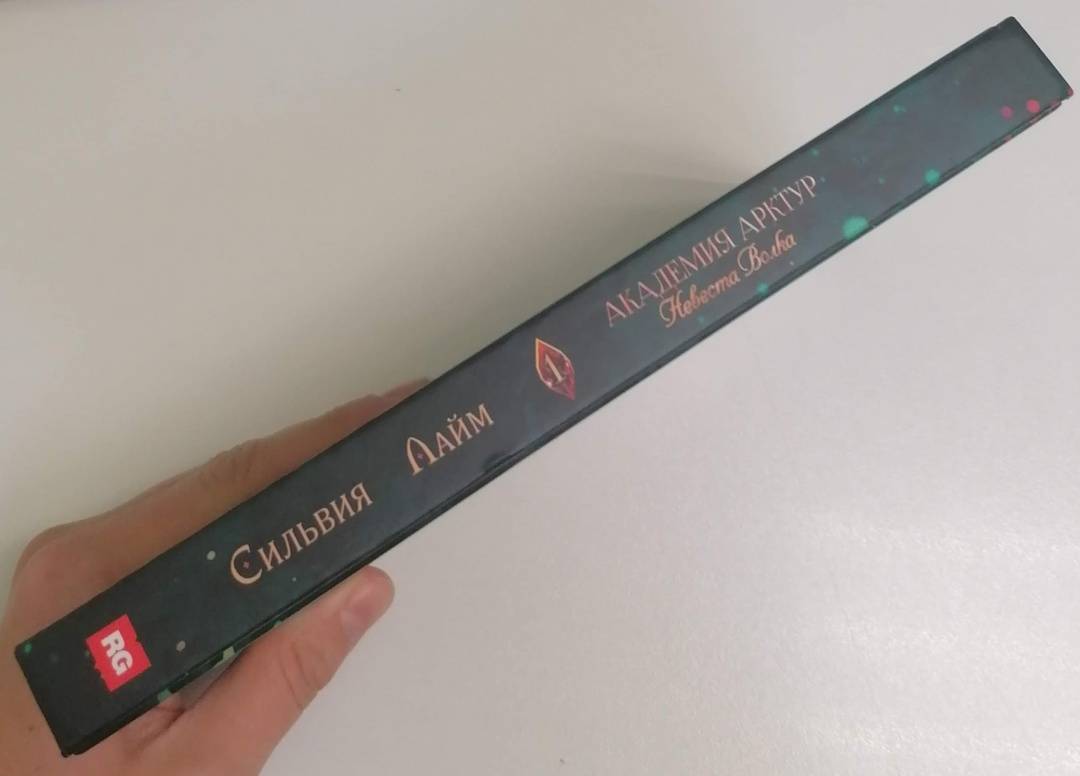 RG
Сильвия Лайм
1
АКАДЕМИЯ АРКТУР
Невеста Волка